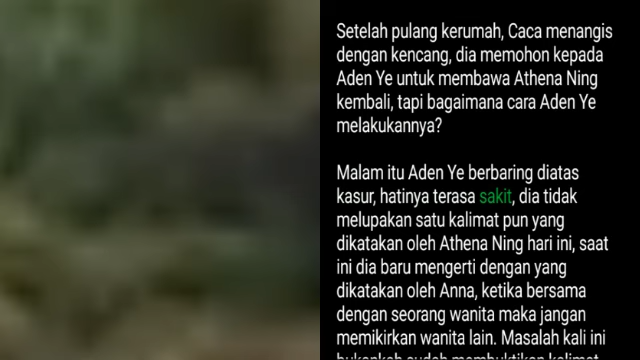 Setelah pulang kerumah, Caca menangis
dengan kencang, dia memohon kepada
Aden Ye untuk membawa Athena Ning
kembali, tapi bagaimana cara Aden Ye
melakukannya?
Malam itu Aden Ye berbaring diatas
kasur, hatinya terasa sakit, dia tidak
melupakan satu kalimat pun yang
dikatakan oleh Athena Ning hari ini, saat
ini dia baru mengerti dengan yang
dikatakan oleh Anna, ketika bersama
dengan seorang wanita maka jangan
memikirkan wanita lain. Masalah kali ini